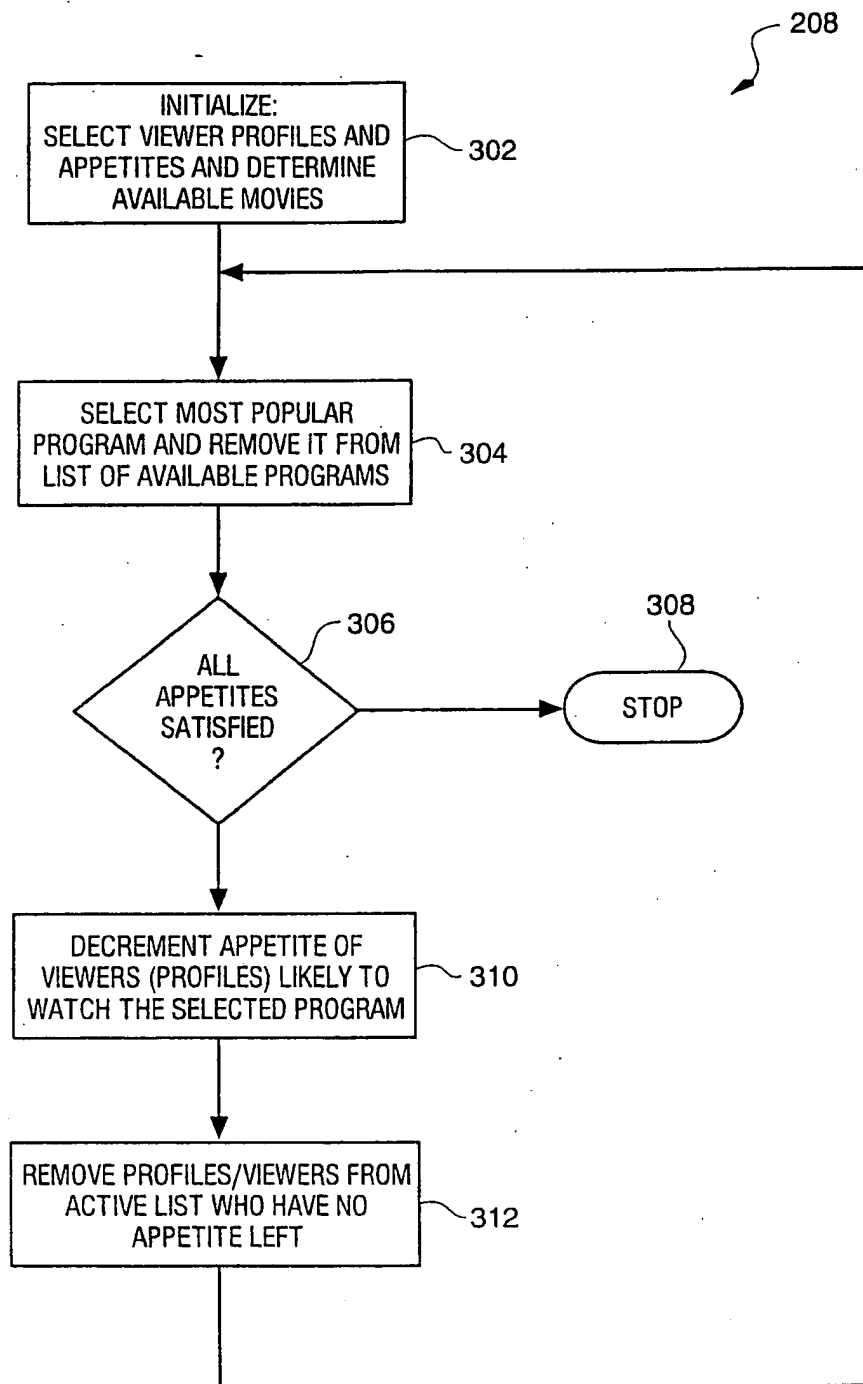 208
INITIALIZE:
SELECT VIEWER PROFILES AND
APPETITES AND DETERMINE
AVAILABLE MOVIES
302
SELECT MOST POPULAR
PROGRAM AND REMOVE IT FROM
LIST OF AVAILABLE PROGRAMS
304
306
ALL
APPETITES
SATISFIED
?
308
STOP
DECREMENT APPETITE OF
VIEWERS (PROFILES) LIKELY TO
WATCH THE SELECTED PROGRAM
310
REMOVE PROFILES/VIEWERS FROM
ACTIVE LIST WHO HAVE NO
APPETITE LEFT
312